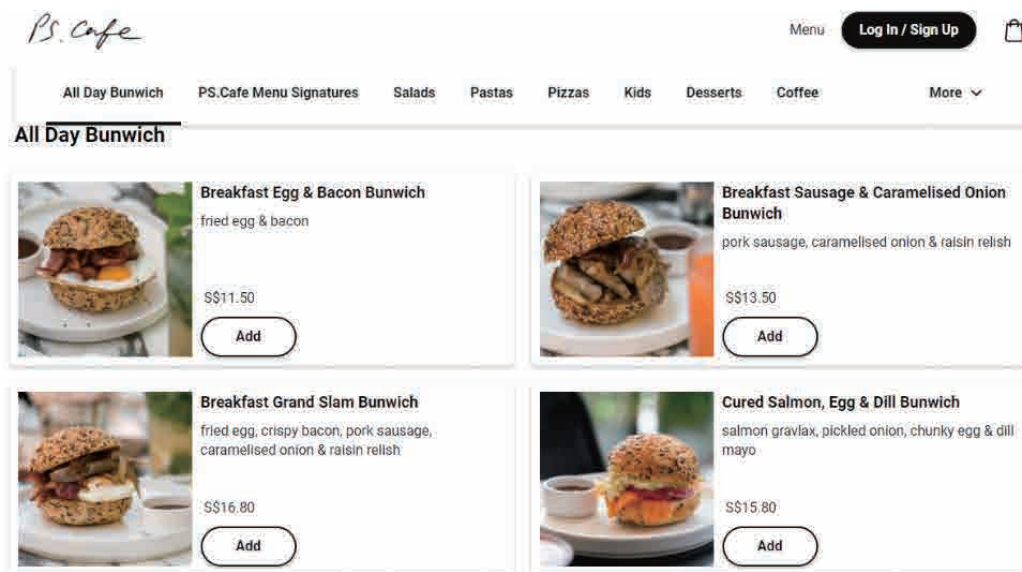 PS. Cafe
Menu
Log In / Sign Up
All Day Bunwich
PS.Cafe Menu Signatures
Salads
Pastas
Pizzas
Kids
Desserts
Coffee
More
All Day Bunwich
Breakfast Egg & Bacon Bunwich
fried egg & bacon
S$11.50
Add
Breakfast Sausage & Caramelised Onion
Bunwich
pork sausage, caramelised onion & raisin relish
S$13.50
Add
Breakfast Grand Slam Bunwich
fried egg, crispy bacon, pork sausage,
caramelised onion & raisin relish
S$16.80
Add
Cured Salmon, Egg & Dill Bunwich
salmon gravlax, pickled onion, chunky egg & dill
mayo
S$15.80
Add